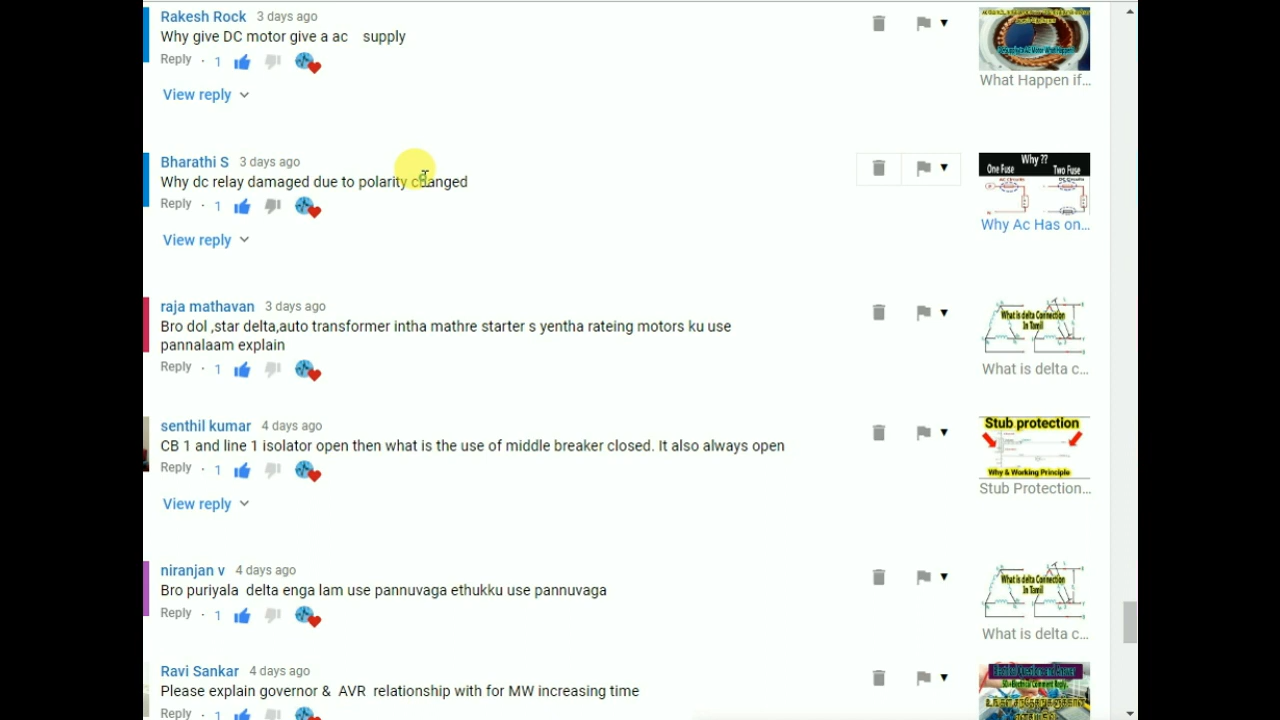 Rakesh Rock 3 days ago
Why give DC motor give a ac supply
Reply · 1
What Happen if...
View reply
Bharathi S 3 days ago
Why dc relay damaged due to polarity changed
Reply · 1
Why ??
One Fuse Two Fuse
AC Circuits DC Circuits
Why Ac Has on...
View reply
raja mathavan 3 days ago
Bro dol ,star delta,auto transformer intha mathre starter s yentha rateing motors ku use
pannalaam explain
Reply · 1
What is delta Connection
In Tamil
What is delta c...
senthil kumar 4 days ago
CB 1 and line 1 isolator open then what is the use of middle breaker closed. It also always open
Reply · 1
Stub protection
Why & Working Principle
Stub Protection...
View reply
niranjan v 4 days ago
Bro puriyala delta enga lam use pannuvaga ethukku use pannuvaga
Reply · 1
What is delta Connection
In Tamil
What is delta c...
Ravi Sankar 4 days ago
Please explain governor & AVR relationship with for MW increasing time
Reply · 1